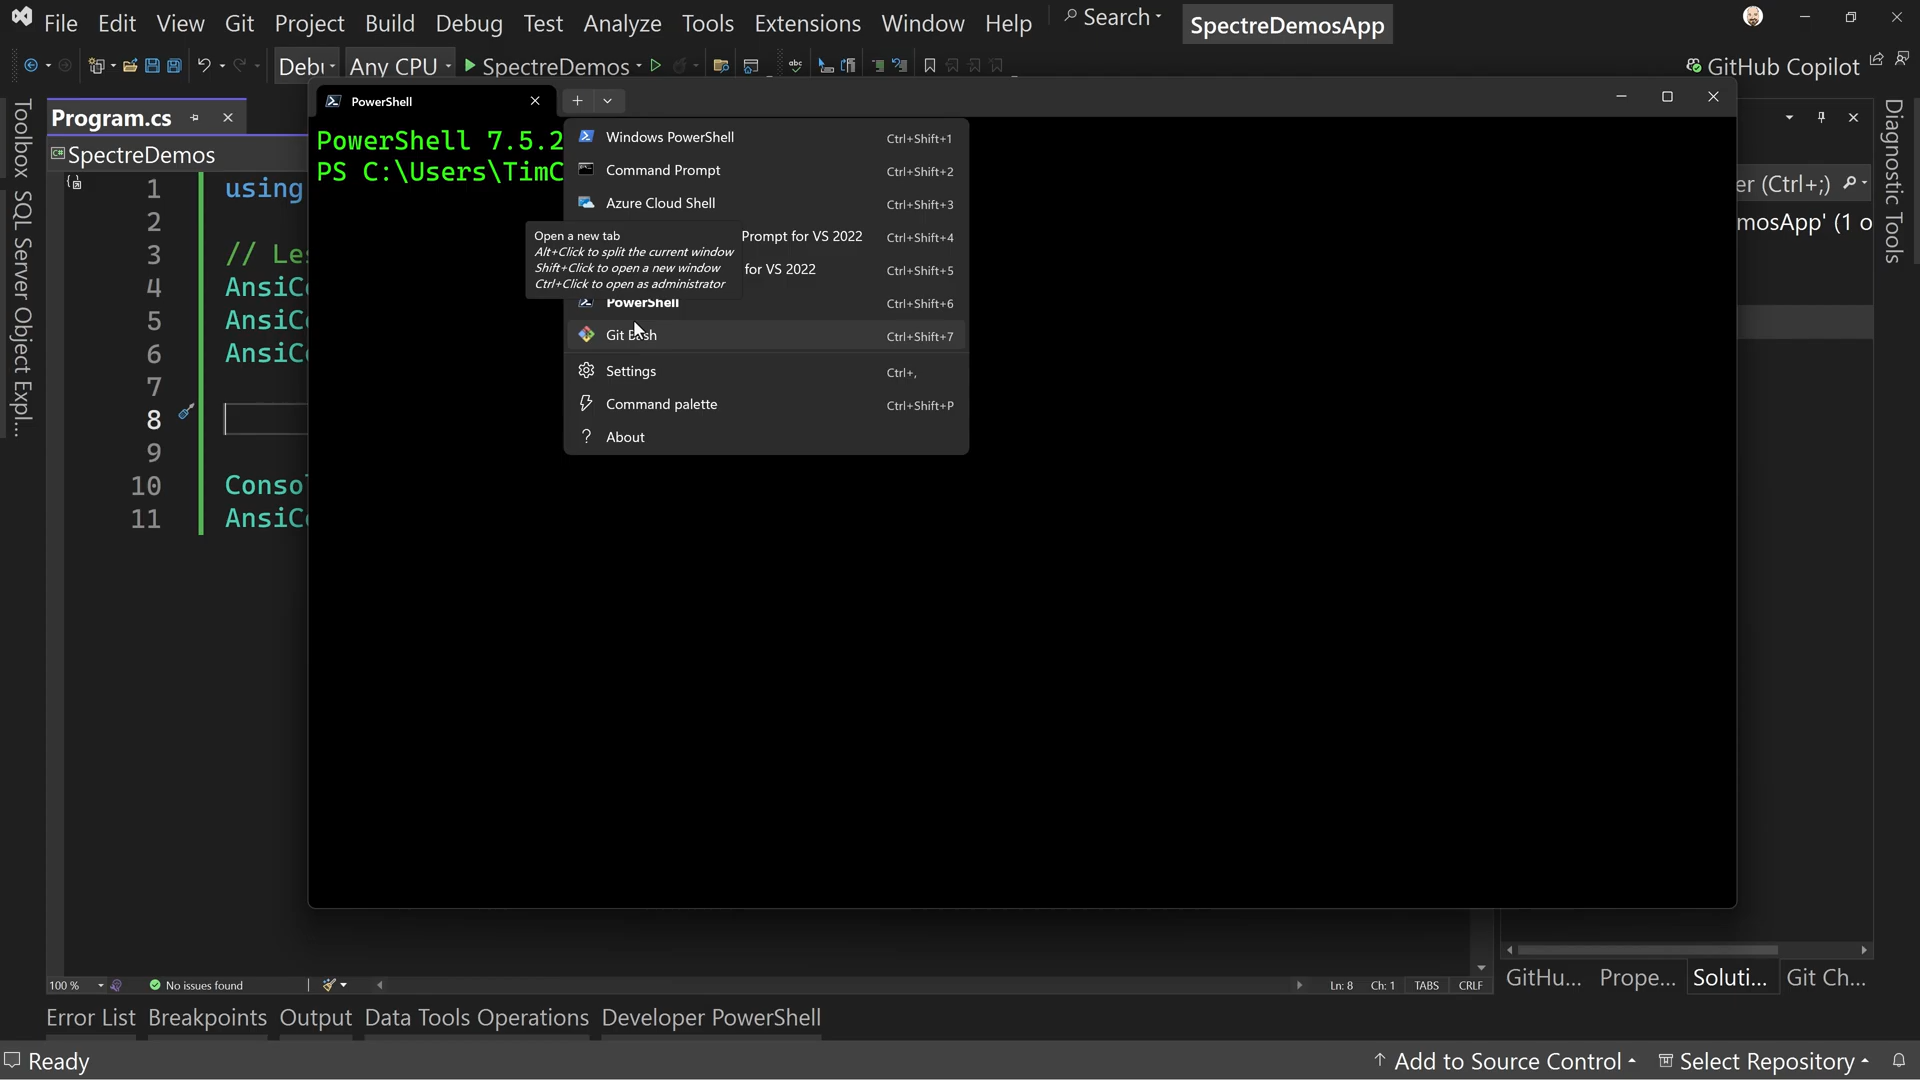 File Edit View Git Project Build Debug Test Analyze Tools Extensions Window Help Search SpectreDemosApp
Debu Any CPU SpectreDemos GitHub Copilot
Program.cs
SpectreDemos
1 using
2
3 // Les
4 AnsiCo
5 AnsiCo
6 AnsiCo
7
8
9
10 Consol
11 AnsiCo
Toolbox
SQL Server Object Expl...
PowerShell
PowerShell 7.5.2
PS C:\Users\TimC
Windows PowerShell Ctrl+Shift+1
Command Prompt Ctrl+Shift+2
Azure Cloud Shell Ctrl+Shift+3
Prompt for VS 2022 Ctrl+Shift+4
for VS 2022 Ctrl+Shift+5
PowerShell Ctrl+Shift+6
Git Bash Ctrl+Shift+7
Settings Ctrl+,
Command palette Ctrl+Shift+P
? About
Open a new tab
Alt+Click to split the current window
Shift+Click to open a new window
Ctrl+Click to open as administrator
er (Ctrl+;)
mosApp' (1 o
Diagnostic Tools
100 % No issues found Ln: 8 Ch: 1 TABS CRLF
GitHu... Prope... Soluti... Git Ch...
Error List Breakpoints Output Data Tools Operations Developer PowerShell
Ready Add to Source Control Select Repository